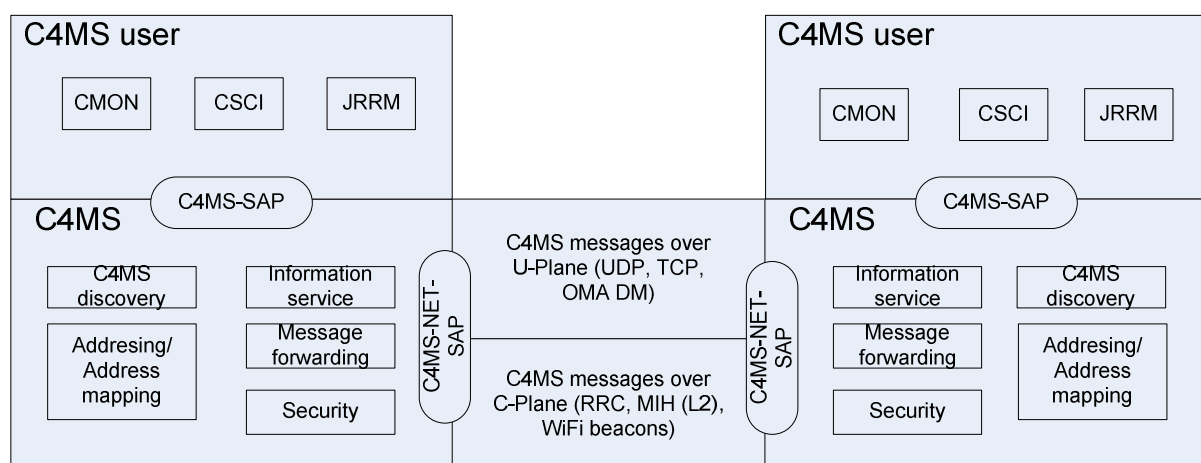 C4MS user
CMON
CSCI
JRRM
C4MS-SAP
C4MS
C4MS
discovery
Information
service
Addresing/
Address
mapping
Message
forwarding
Security
C4MS-NET-
SAP
C4MS messages over
U-Plane (UDP, TCP,
OMA DM)
C4MS messages over
C-Plane (RRC, MIH (L2),
WiFi beacons)
C4MS user
CMON
CSCI
JRRM
C4MS-SAP
C4MS
C4MS-NET-
SAP
Information
service
C4MS
discovery
Message
forwarding
Addresing/
Address
mapping
Security